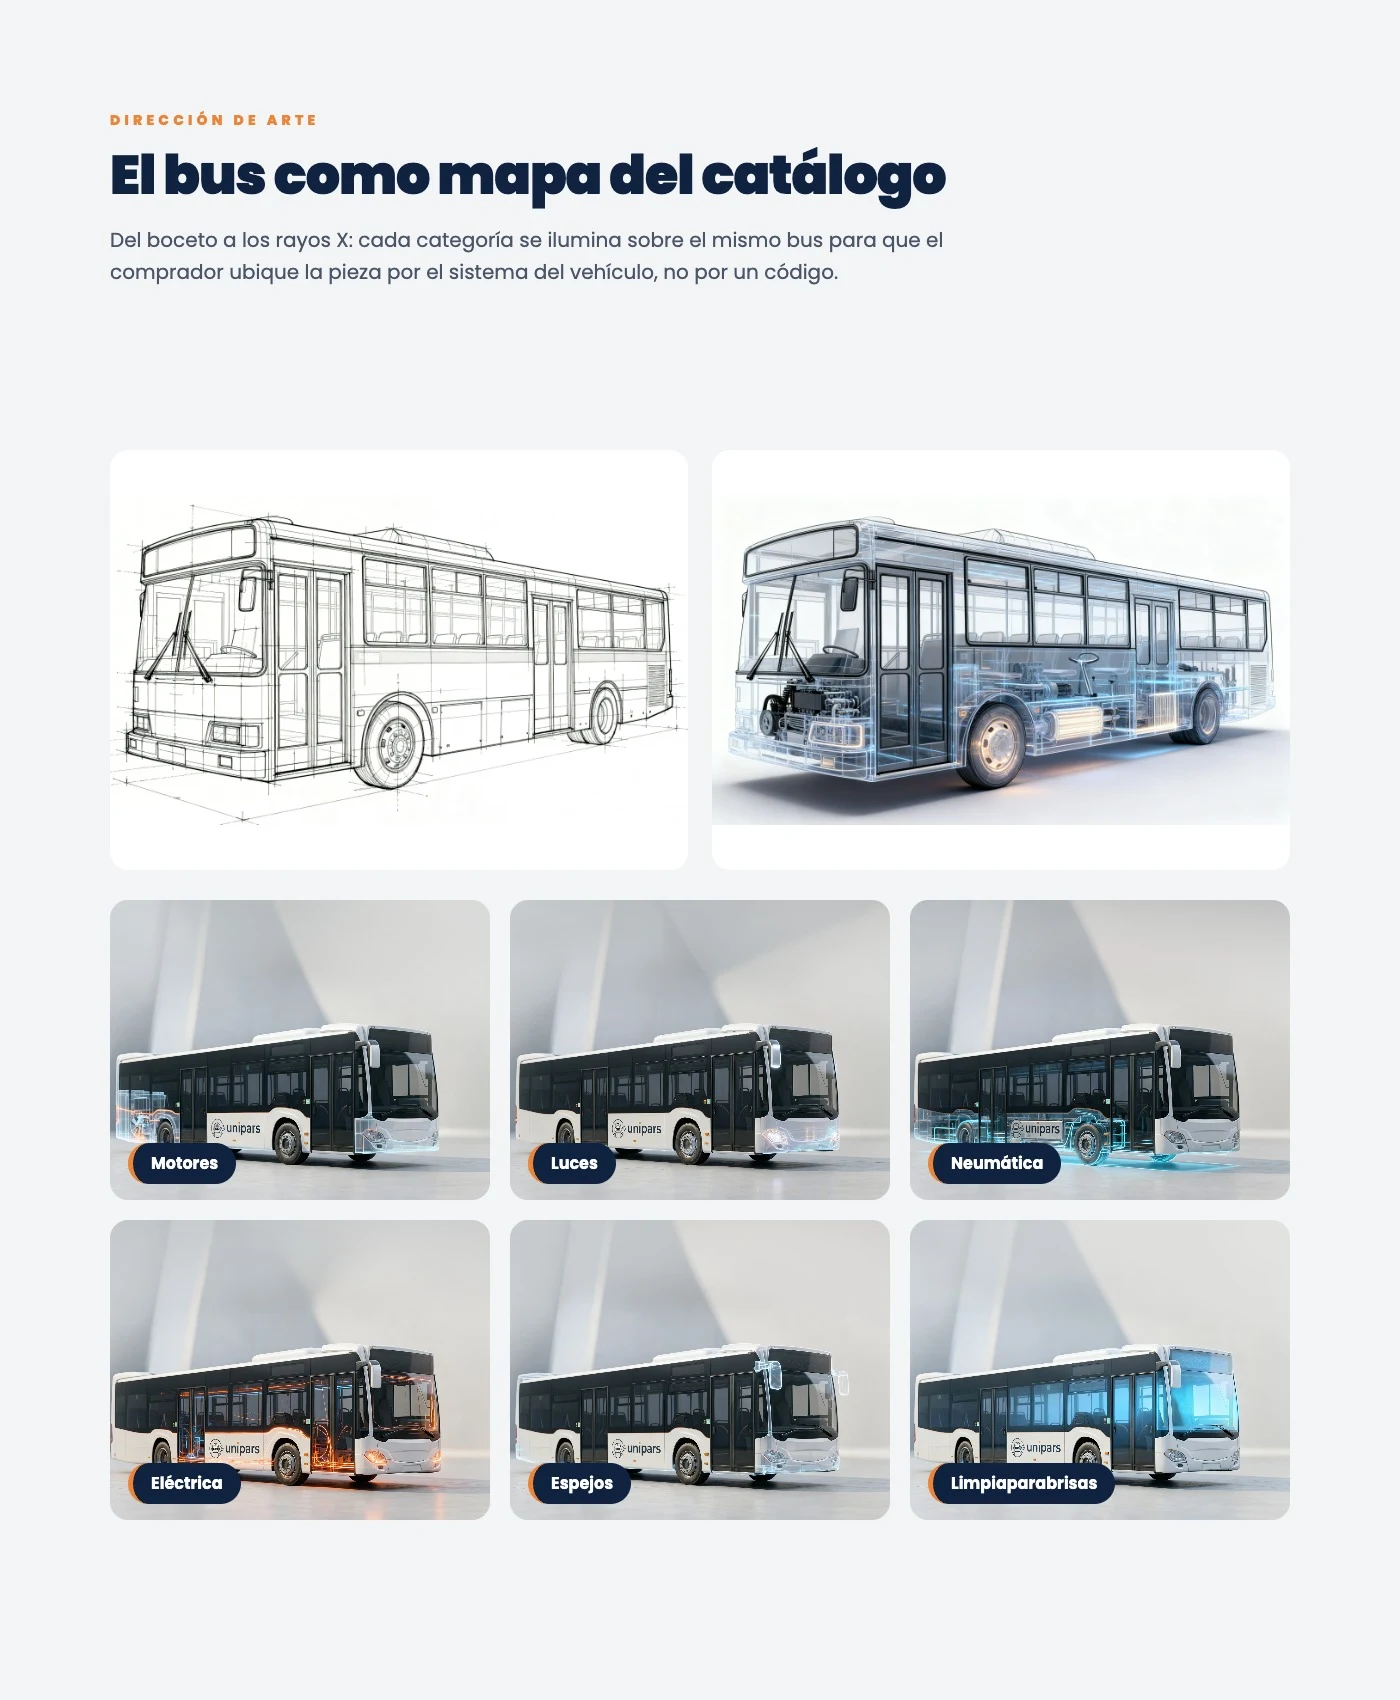 DIRECCIÓN DE ARTE
El bus como mapa del catálogo
Del boceto a los rayos X: cada categoría se ilumina sobre el mismo bus para que el
comprador ubique la pieza por el sistema del vehículo, no por un código.
unipars
Motores
unipars
Luces
unipars
Neumática
unipars
Eléctrica
unipars
Espejos
unipars
Limpiaparabrisas